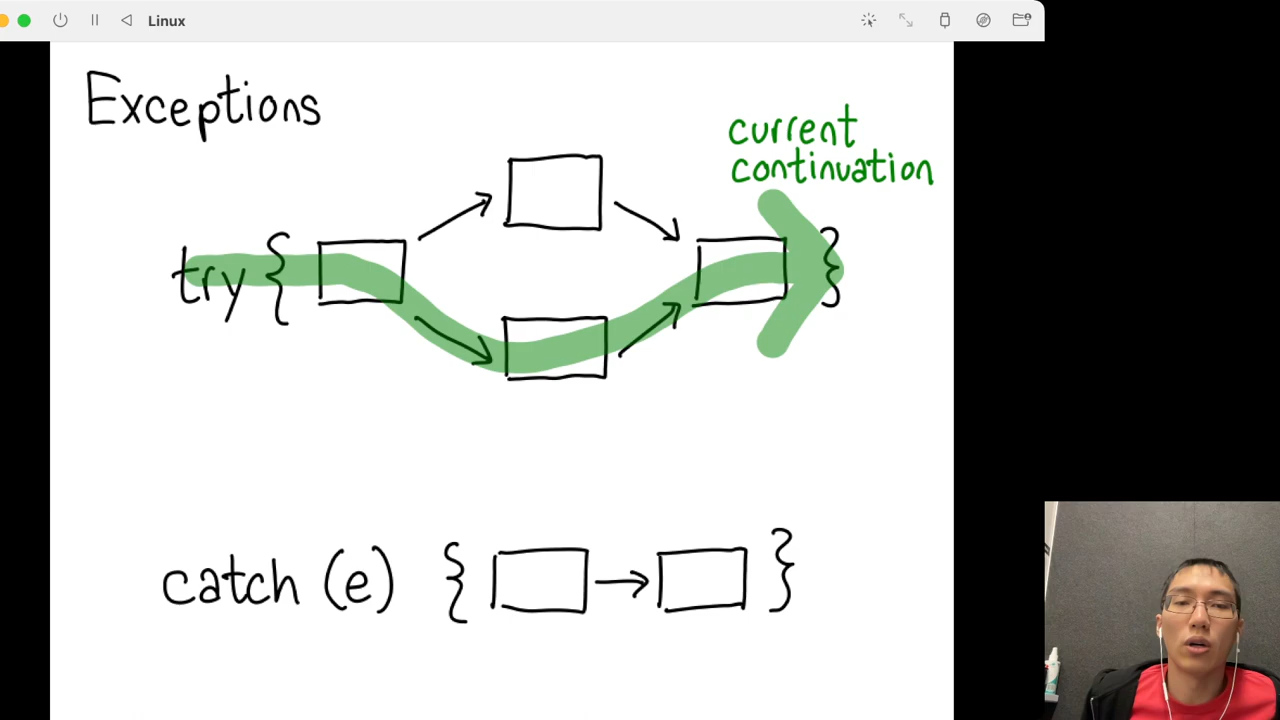 Linux
Exceptions
current
continuation
try {
}
catch (e) {
}